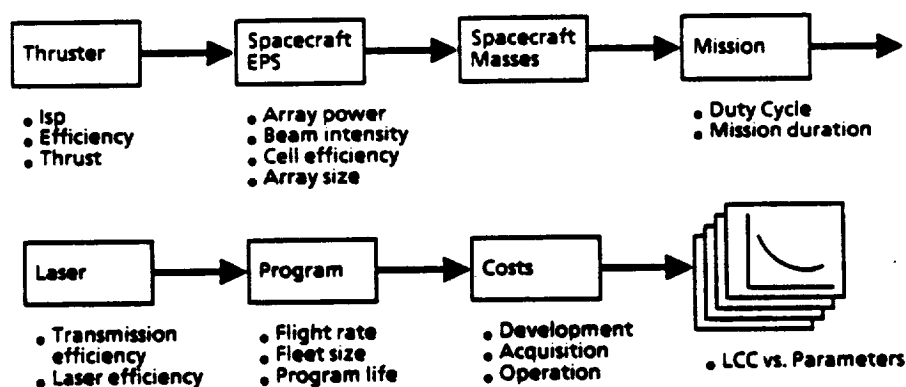 Thruster
Spacecraft
EPS
Spacecraft
Masses
Mission
• Isp
• Efficiency
• Thrust
• Array power
• Beam intensity
• Cell efficiency
• Array size
• Duty Cycle
• Mission duration
Laser
Program
Costs
• Transmission
efficiency
• Laser efficiency
• Flight rate
• Fleet size
• Program life
• Development
• Acquisition
• Operation
• LCC vs. Parameters